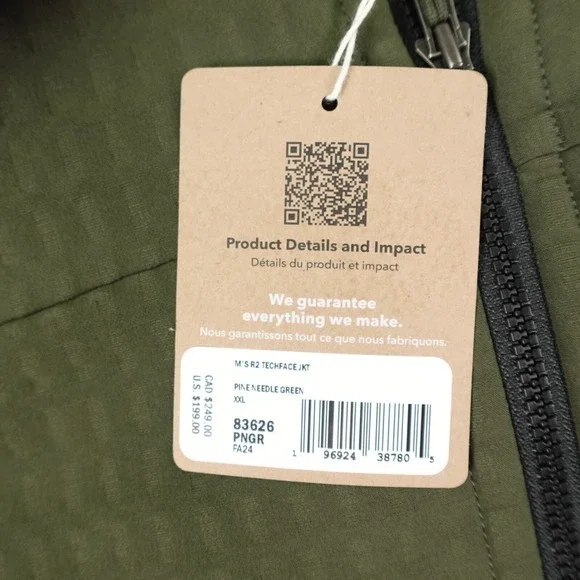 Product Details and Impact
Détails du produit et impact
We guarantee
everything we make.
Nous garantissons tout ce que nous fabriquons.
M'S R2 TECHFACE JKT
PINE NEEDLE GREEN
XXL
83626
PNGR
FA24
CAD $249.00
U.S. $199.00
1 96924 38780 5